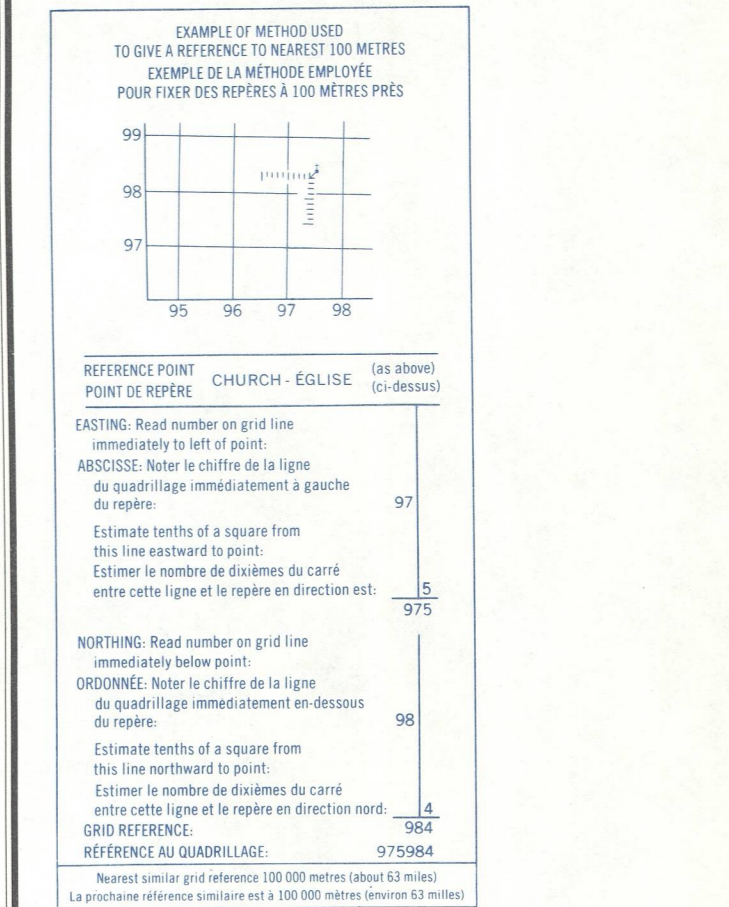 EXAMPLE OF METHOD USED
TO GIVE A REFERENCE TO NEAREST 100 METRES
EXEMPLE DE LA MÉTHODE EMPLOYÉE
POUR FIXER DES REPÈRES À 100 MÈTRES PRÈS
99
98
97
95 96 97 98
REFERENCE POINT
POINT DE REPÈRE
CHURCH - ÉGLISE
(as above)
(ci-dessus)
EASTING: Read number on grid line
immediately to left of point:
ABSCISSE: Noter le chiffre de la ligne
du quadrillage immédiatement à gauche
du repère: 97
Estimate tenths of a square from
this line eastward to point:
Estimer le nombre de dixièmes du carré
entre cette ligne et le repère en direction est: 5
975
NORTHING: Read number on grid line
immediately below point:
ORDONNÉE: Noter le chiffre de la ligne
du quadrillage immédiatement en-dessous
du repère: 98
Estimate tenths of a square from
this line northward to point:
Estimer le nombre de dixièmes du carré
entre cette ligne et le repère en direction nord: 4
GRID REFERENCE: 984
RÉFÉRENCE AU QUADRILLAGE: 975984
Nearest similar grid reference 100 000 metres (about 63 miles)
La prochaine référence similaire est à 100 000 mètres (environ 63 milles)